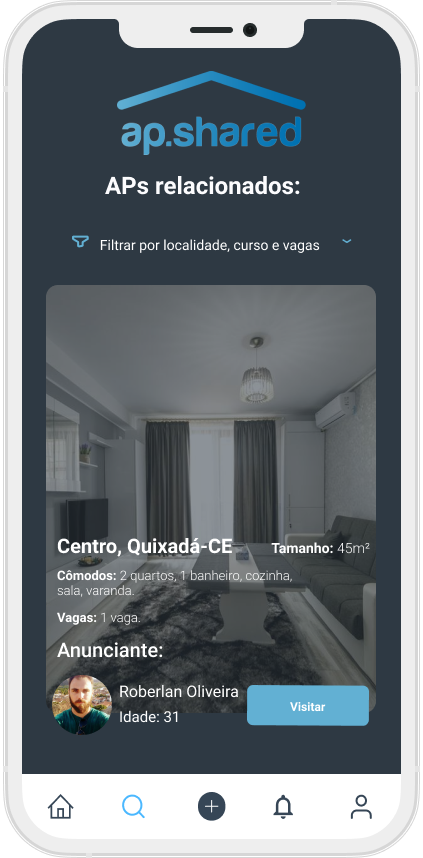 ap.shared
APs relacionados:
Filtrar por localidade, curso e vagas
Centro, Quixadá-CE
Tamanho: 45m²
Cômodos: 2 quartos, 1 banheiro, cozinha,
sala, varanda.
Vagas: 1 vaga.
Anunciante:
Roberlan Oliveira
Idade: 31
Visitar